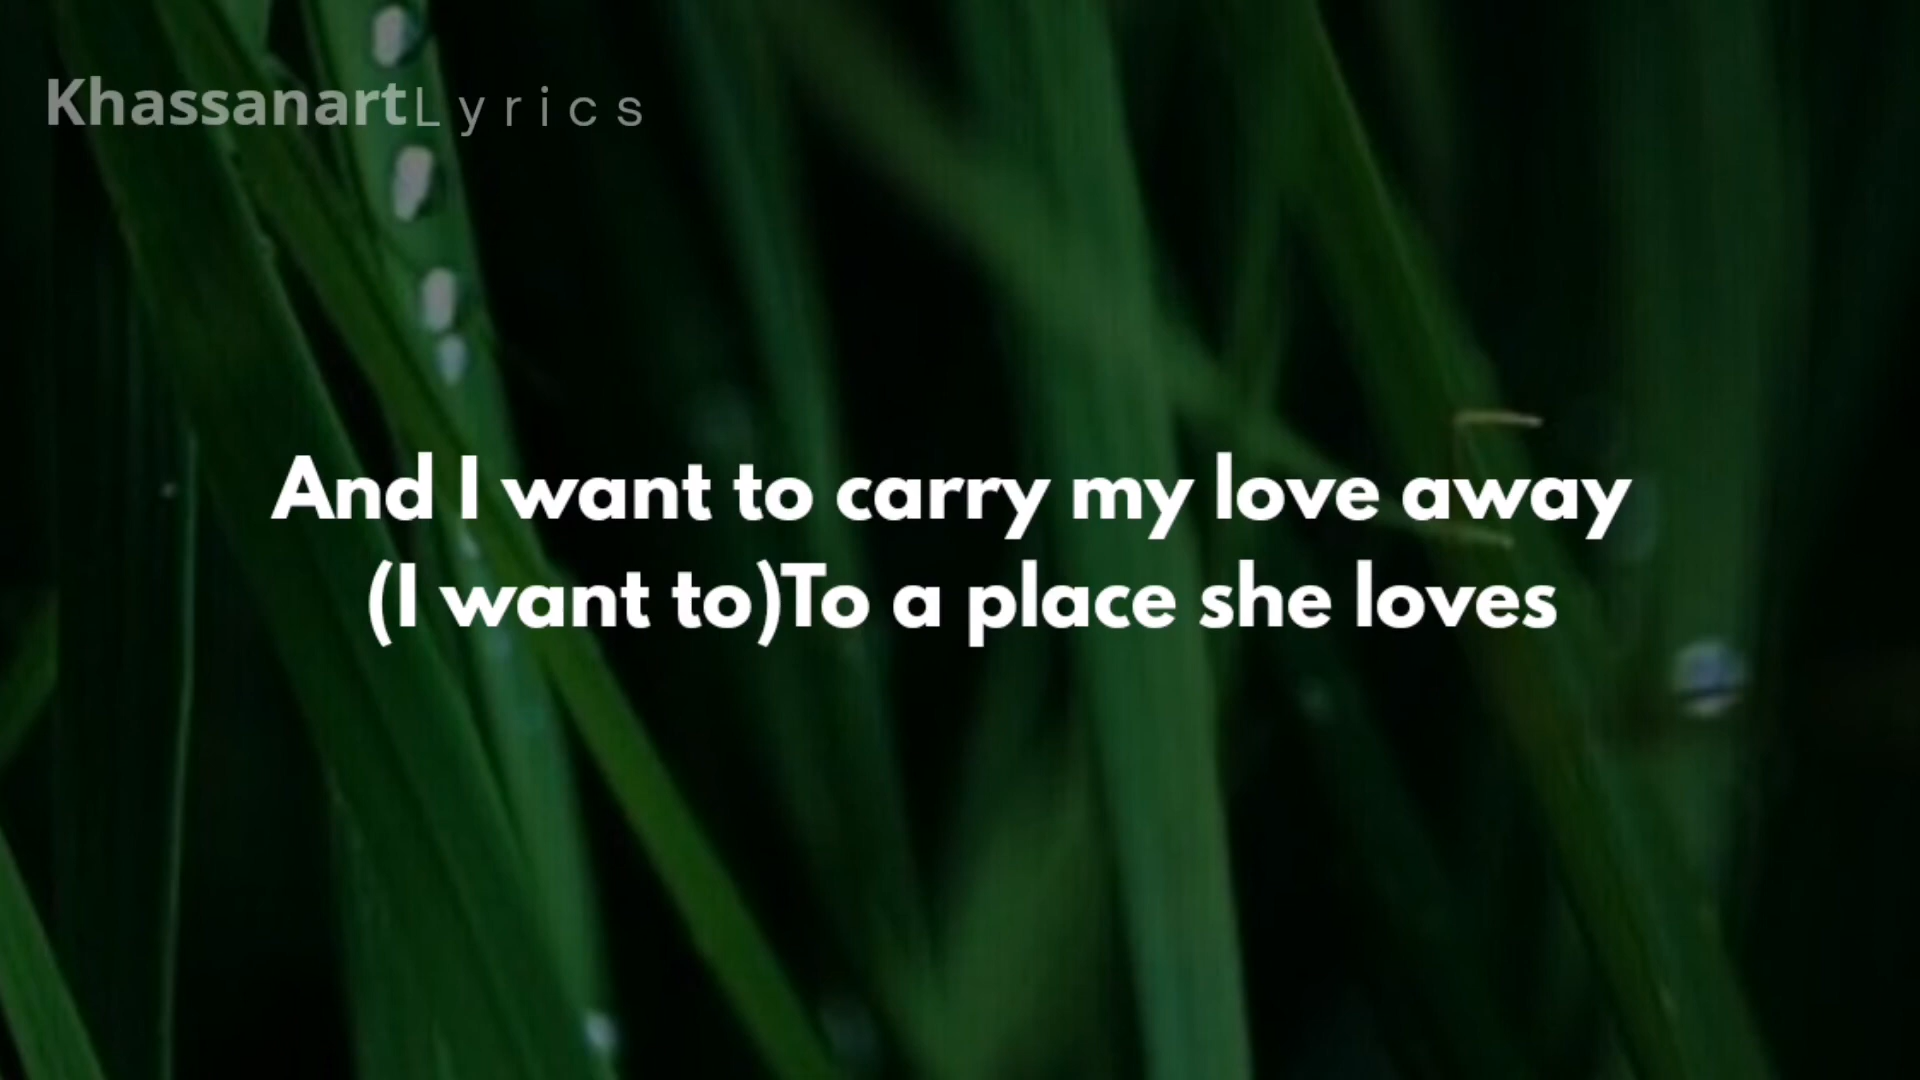 KhassanartLyrics
And I want to carry my love away
(I want to)To a place she loves